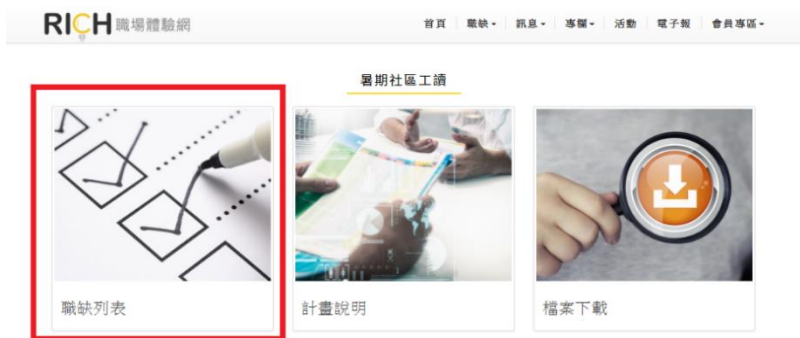 RICH 職場體驗網
首頁 職缺 訊息 專欄 活動 電子報 會員專區
暑期社區工讀
職缺列表
計畫說明
檔案下載